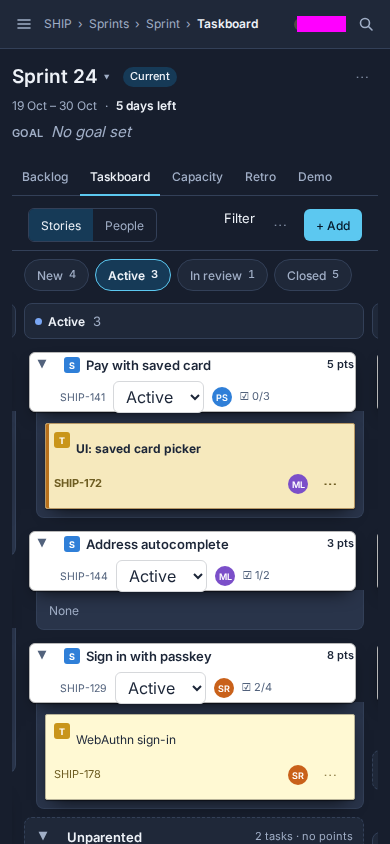 SHIP › Sprints › Sprint › Taskboard
Sprint 24 ▾ Current ...
19 Oct – 30 Oct · 5 days left
GOAL No goal set
Backlog Taskboard Capacity Retro Demo
Stories People Filter ... + Add
New 4 Active 3 In review 1 Closed 5
Active 3
▼ S Pay with saved card 5 pts
SHIP-141 Active PS ☑ 0/3
T UI: saved card picker
SHIP-172 ML ...
▼ S Address autocomplete 3 pts
SHIP-144 Active ML ☑ 1/2
None
▼ S Sign in with passkey 8 pts
SHIP-129 Active SR ☑ 2/4
T WebAuthn sign-in
SHIP-178 SR ...
▼ Unparented 2 tasks · no points